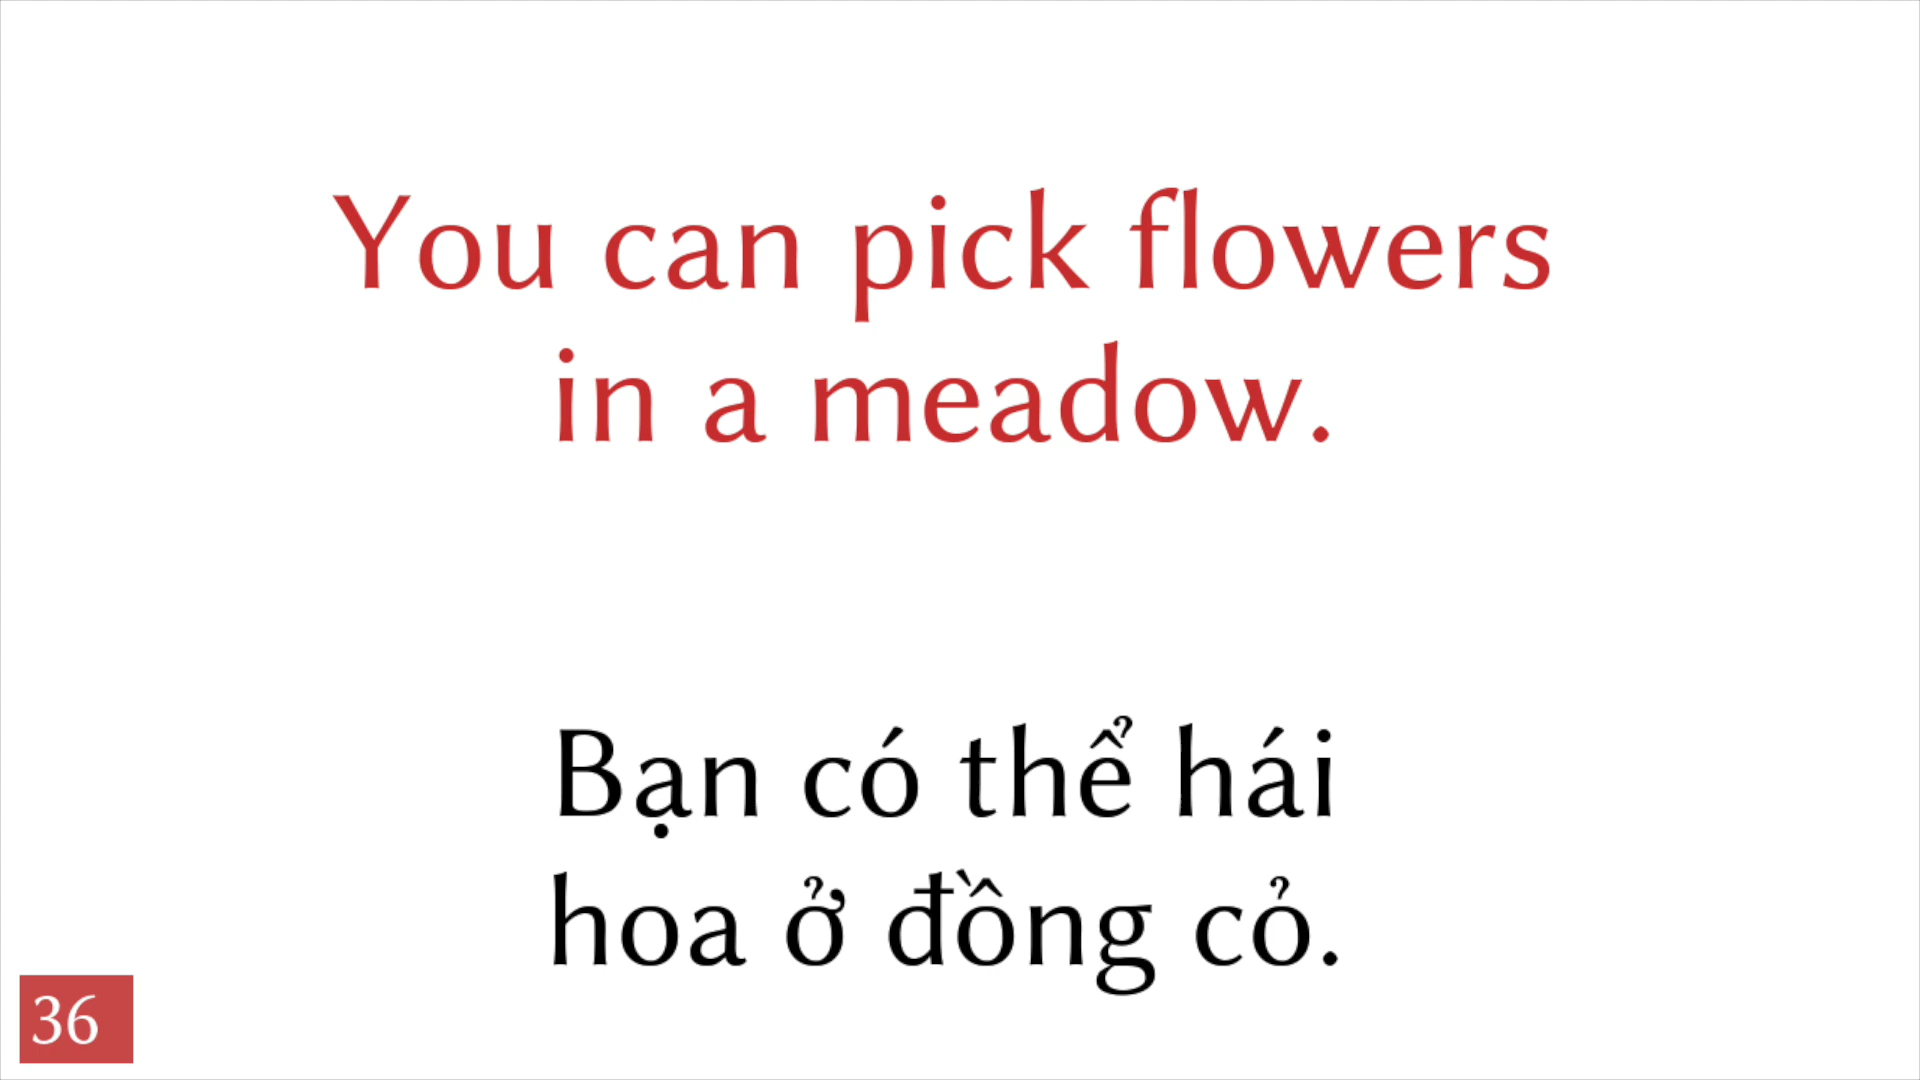 You can pick flowers
in a meadow.
Bạn có thể hái
hoa ở đồng cỏ.
36